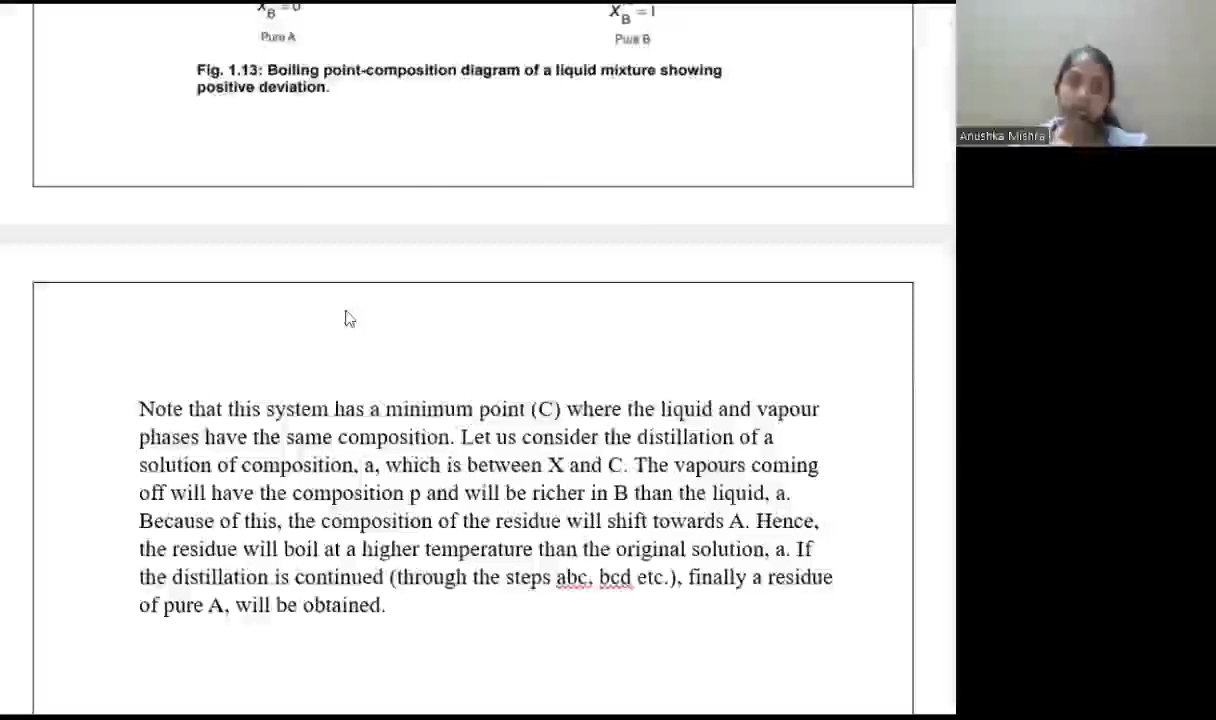 X_B = 0
X_B = 1
Pure A
Pure B
Fig. 1.13: Boiling point-composition diagram of a liquid mixture showing
positive deviation.
Anushka Mishra
Note that this system has a minimum point (C) where the liquid and vapour
phases have the same composition. Let us consider the distillation of a
solution of composition, a, which is between X and C. The vapours coming
off will have the composition p and will be richer in B than the liquid, a.
Because of this, the composition of the residue will shift towards A. Hence,
the residue will boil at a higher temperature than the original solution, a. If
the distillation is continued (through the steps abc, bcd etc.), finally a residue
of pure A, will be obtained.